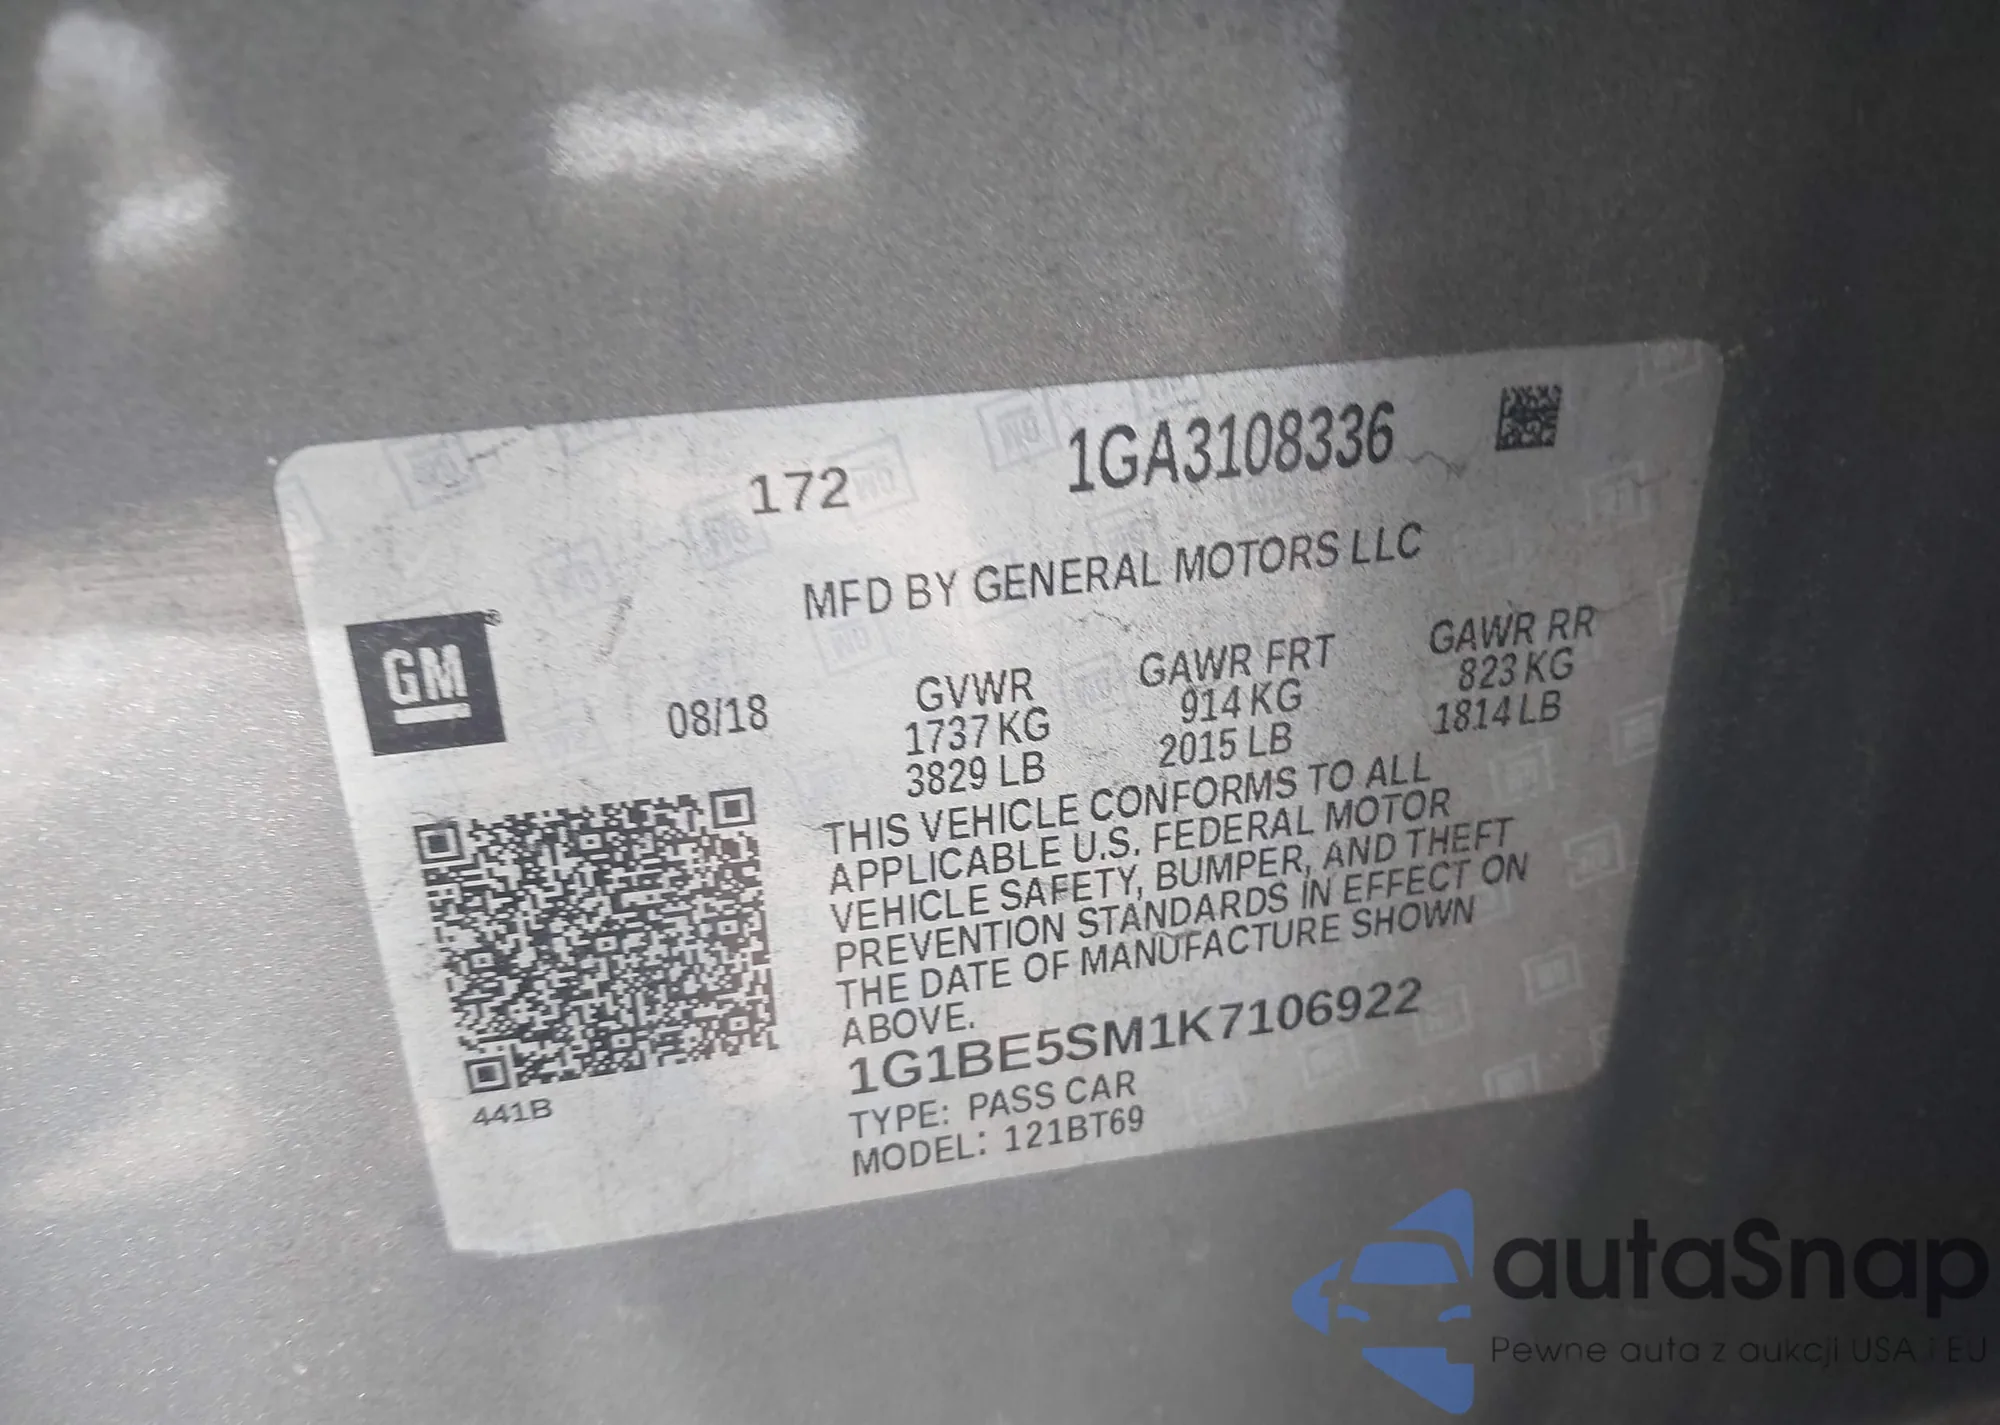 172
1GA3108336
MFD BY GENERAL MOTORS LLC
GM
®
08/18
GVWR
1737 KG
3829 LB
GAWR FRT
914 KG
2015 LB
GAWR RR
823 KG
1814 LB
THIS VEHICLE CONFORMS TO ALL
APPLICABLE U.S. FEDERAL MOTOR
VEHICLE SAFETY, BUMPER, AND THEFT
PREVENTION STANDARDS IN EFFECT ON
THE DATE OF MANUFACTURE SHOWN
ABOVE.
1G1BE5SM1K7106922
TYPE: PASS CAR
MODEL: 121BT69
441B
autaSnap
Pewne auta z aukcji USA i EU